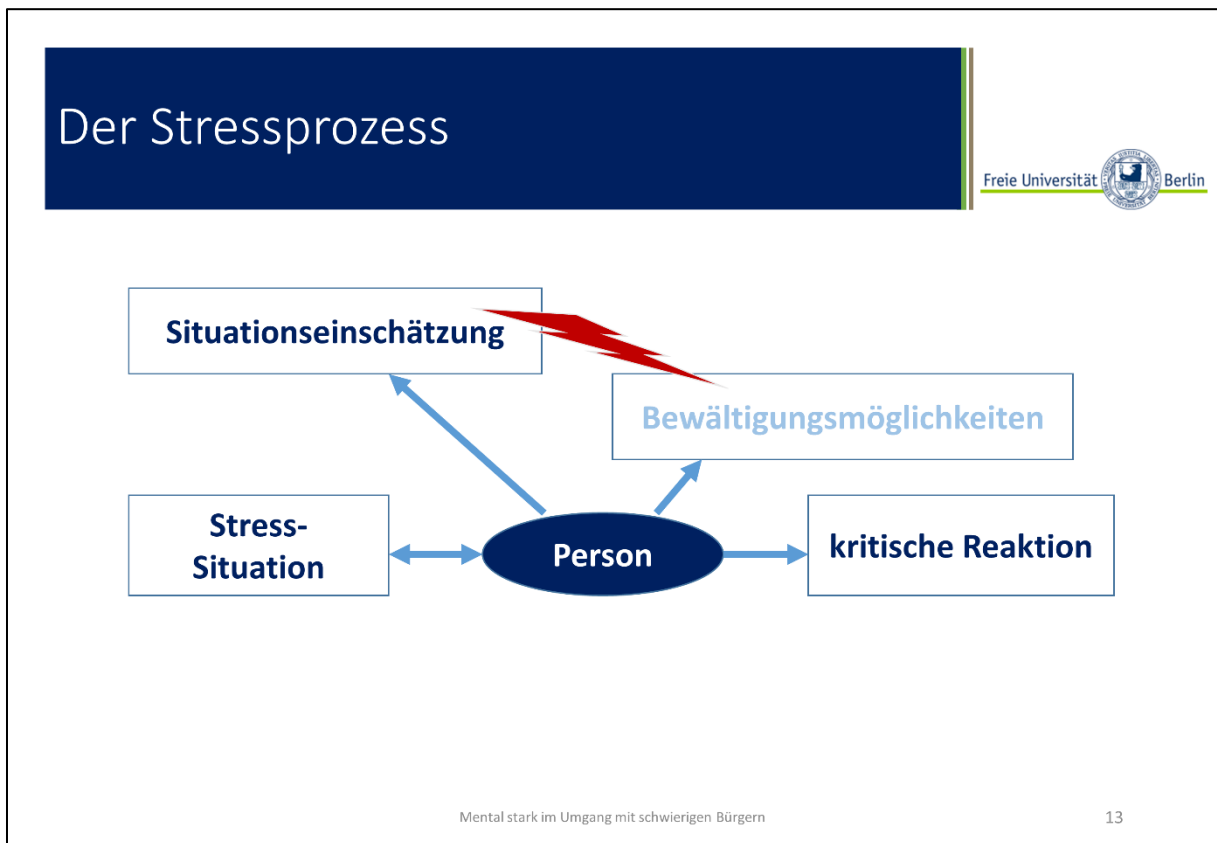 Der Stressprozess
Freie Universität Berlin
Situationseinschätzung
Bewältigungsmöglichkeiten
Stress-
Situation
Person
kritische Reaktion
Mental stark im Umgang mit schwierigen Bürgern
13